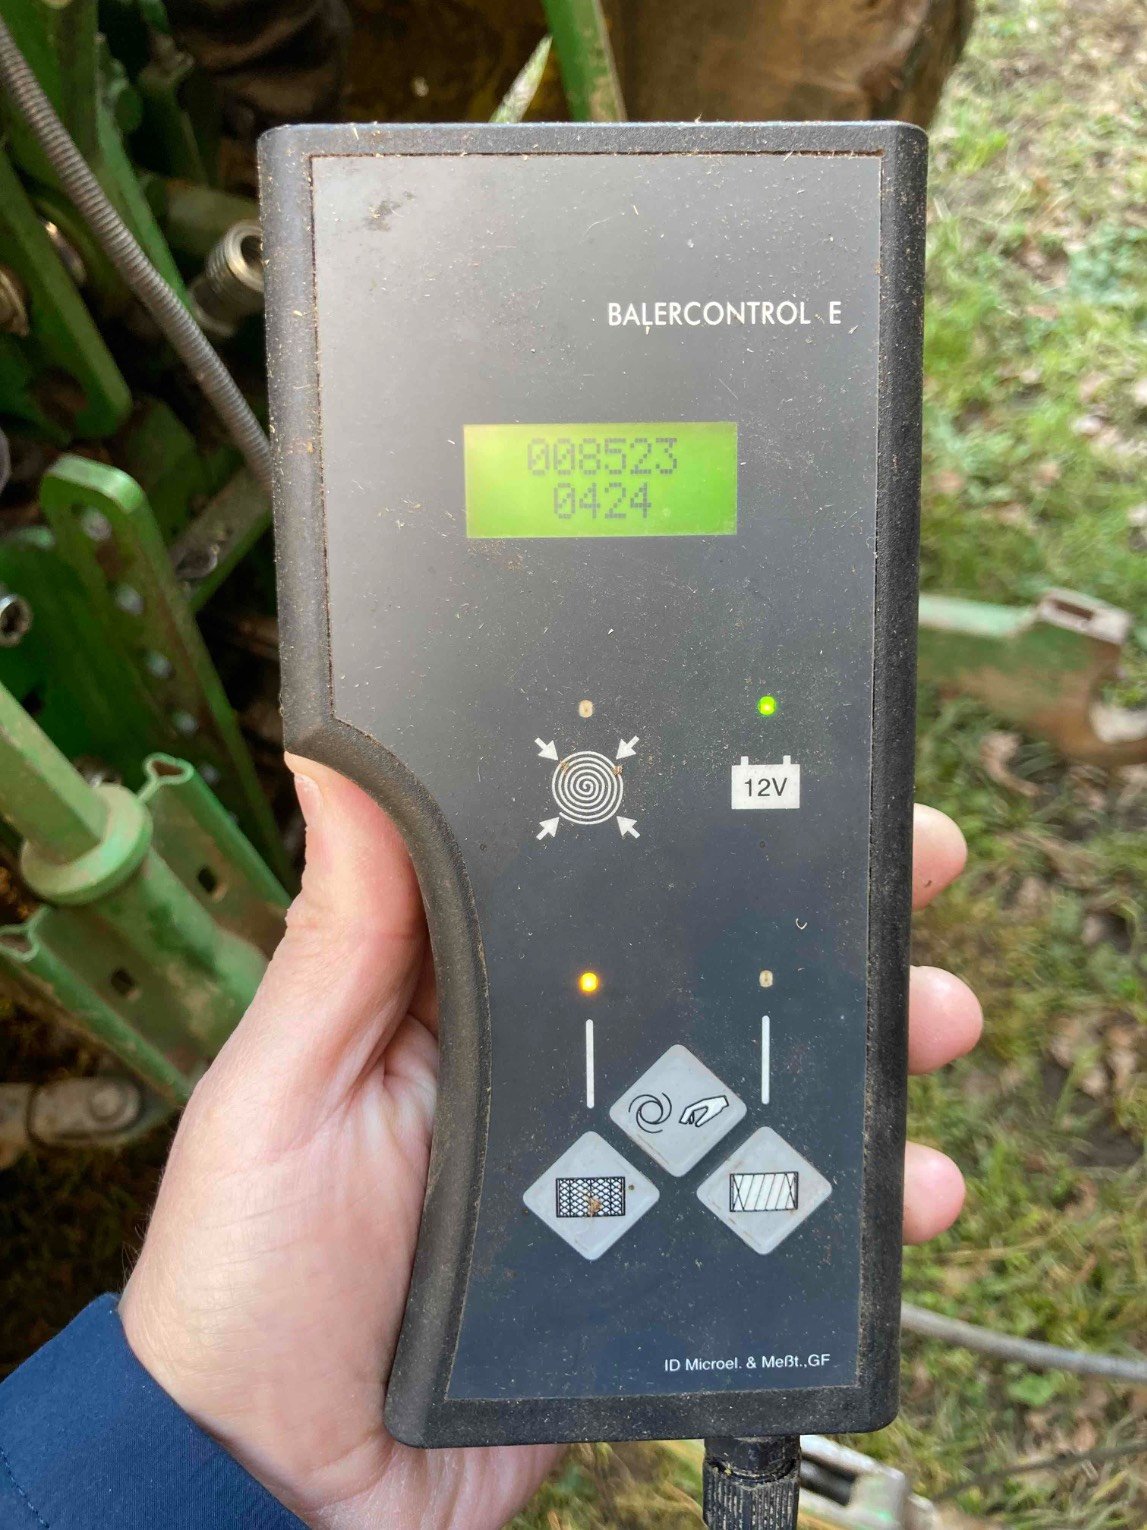 BALERCONTROL E
008523
0424
12V
ID Microel. & Meßt.,GF